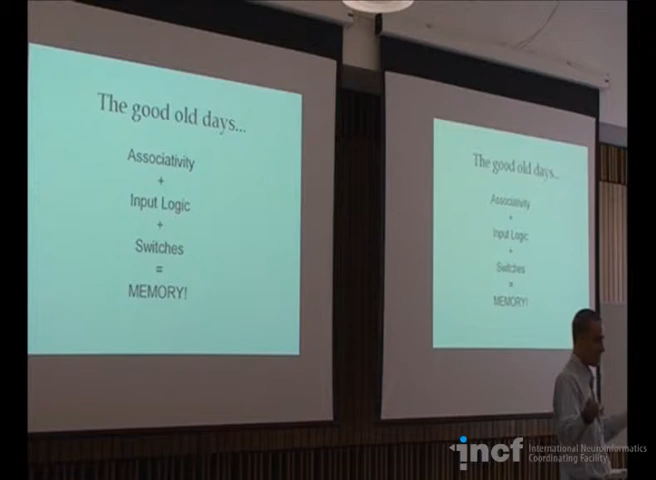 The good old days...
Associativity
+
Input Logic
+
Switches
=
MEMORY!
The good old days...
Associativity
+
Input Logic
+
Switches
=
MEMORY!
incf International Neuroinformatics
Coordinating Facility